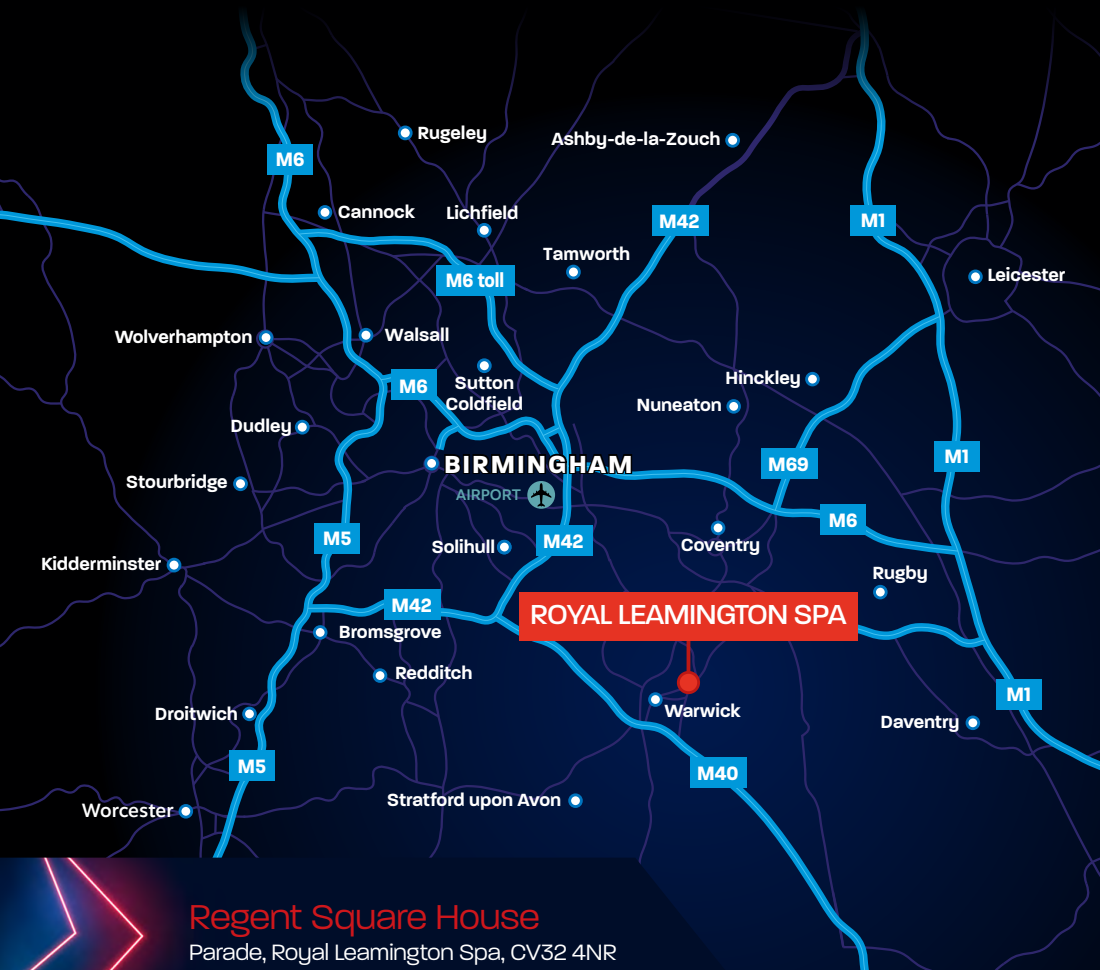 Rugeley
Ashby-de-la-Zouch
M6
Cannock
Lichfield
M42
M1
Tamworth
M6 toll
Leicester
Wolverhampton
Walsall
M6
Sutton
Coldfield
Hinckley
Nuneaton
Dudley
BIRMINGHAM
M69
M1
Stourbridge
AIRPORT
M6
M5
Solihull
M42
Coventry
Kidderminster
Rugby
M42
ROYAL LEAMINGTON SPA
Bromsgrove
Redditch
M1
Droitwich
Warwick
Daventry
M5
M40
Stratford upon Avon
Worcester
Regent Square House
Parade, Royal Leamington Spa, CV32 4NR